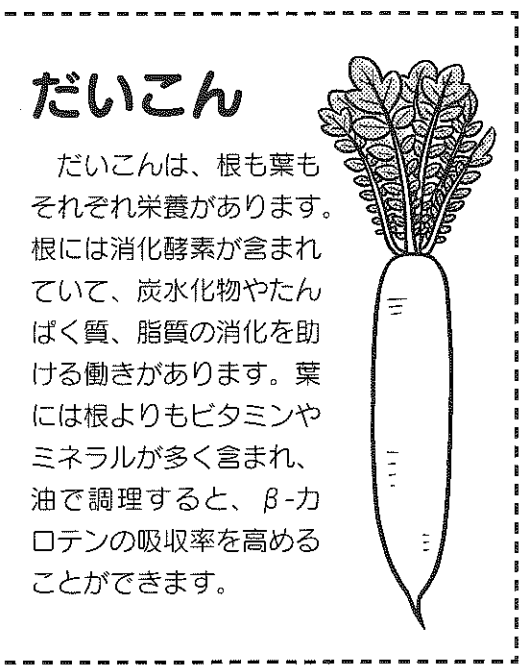 だいこん
　だいこんは、根も葉も
それぞれ栄養があります。
根には消化酵素が含まれ
ていて、炭水化物やたん
ぱく質、脂質の消化を助
ける働きがあります。葉
には根よりもビタミンや
ミネラルが多く含まれ、
油で調理すると、β-カ
ロテンの吸収率を高める
ことができます。